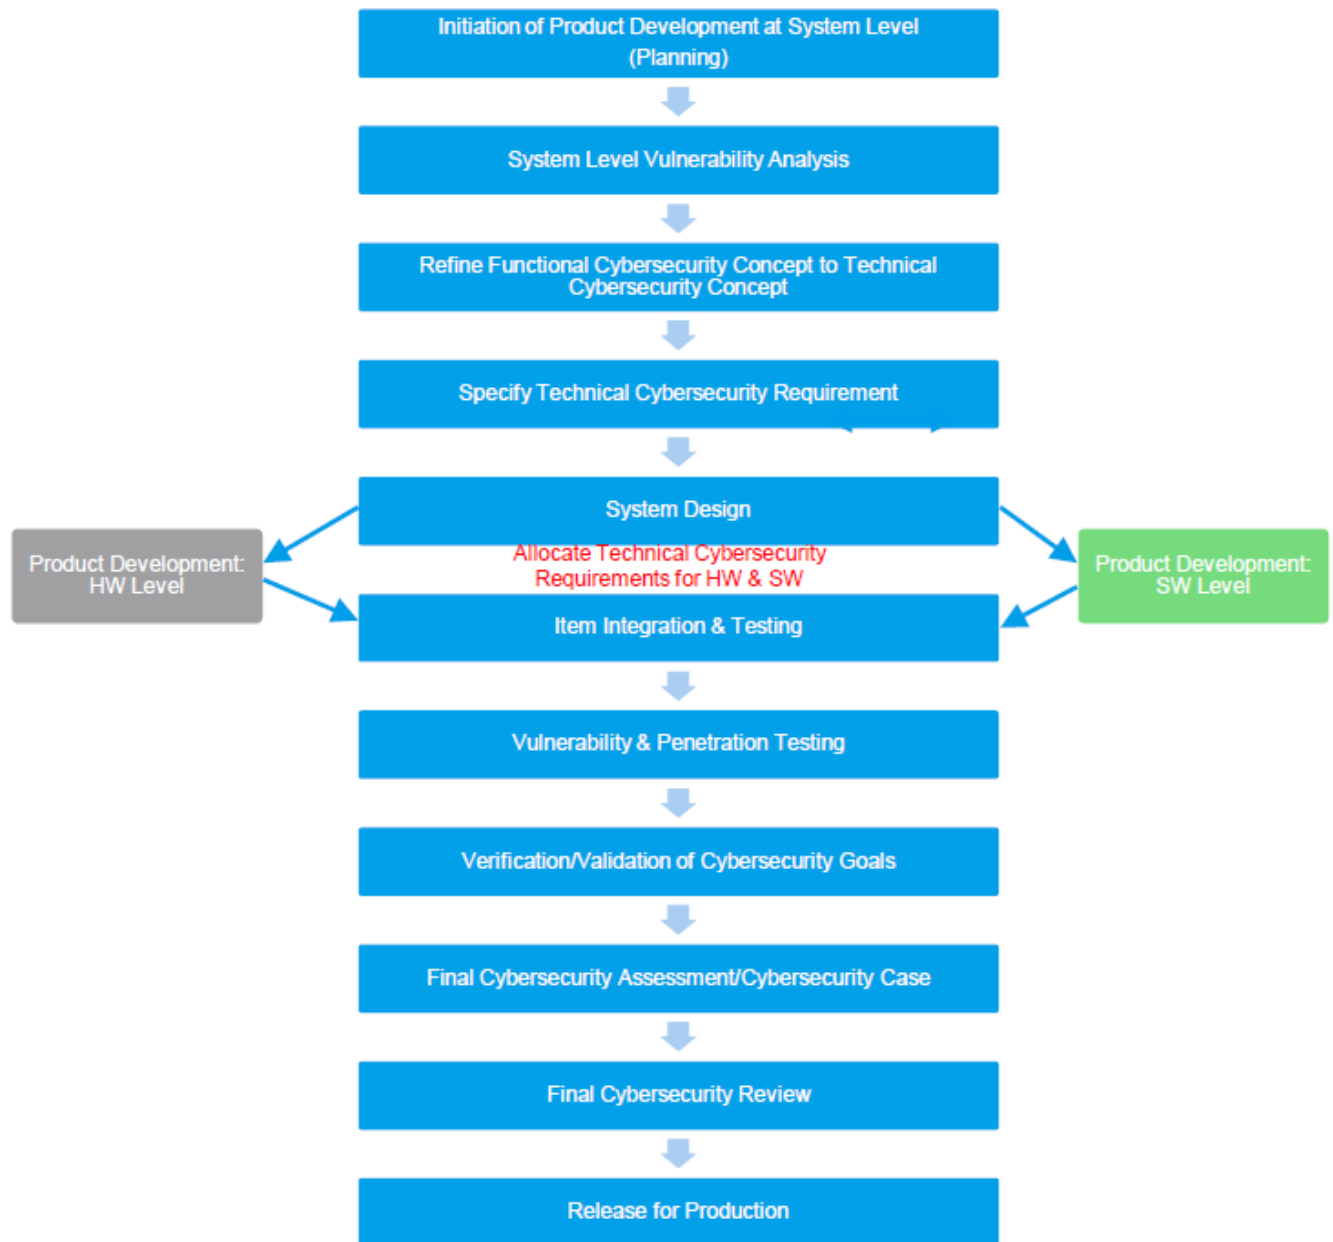 Initiation of Product Development at System Level
(Planning)
System Level Vulnerability Analysis
Refine Functional Cybersecurity Concept to Technical
Cybersecurity Concept
Specify Technical Cybersecurity Requirement
System Design
Product Development:
HW Level
Allocate Technical Cybersecurity
Requirements for HW & SW
Product Development:
SW Level
Item Integration & Testing
Vulnerability & Penetration Testing
Verification/Validation of Cybersecurity Goals
Final Cybersecurity Assessment/Cybersecurity Case
Final Cybersecurity Review
Release for Production